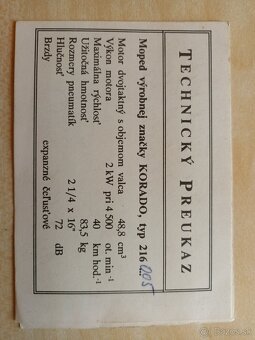 TECHNICKÝ PREUKAZ
Moped výrobnej značky KORADO, typ 216 005
Motor dvojtaktný s objemom valca 48,8 cm³
Výkon motora 2 kW při 4 500 ot. min⁻¹
Maximálna rýchlosť 40 km hod.⁻¹
Užitočná hmotnosť 83,5 kg
Rozmery pneumatík 2 1/4 x 16"
Hlučnosť 72 dB
Brzdy expanzné čeľusťové